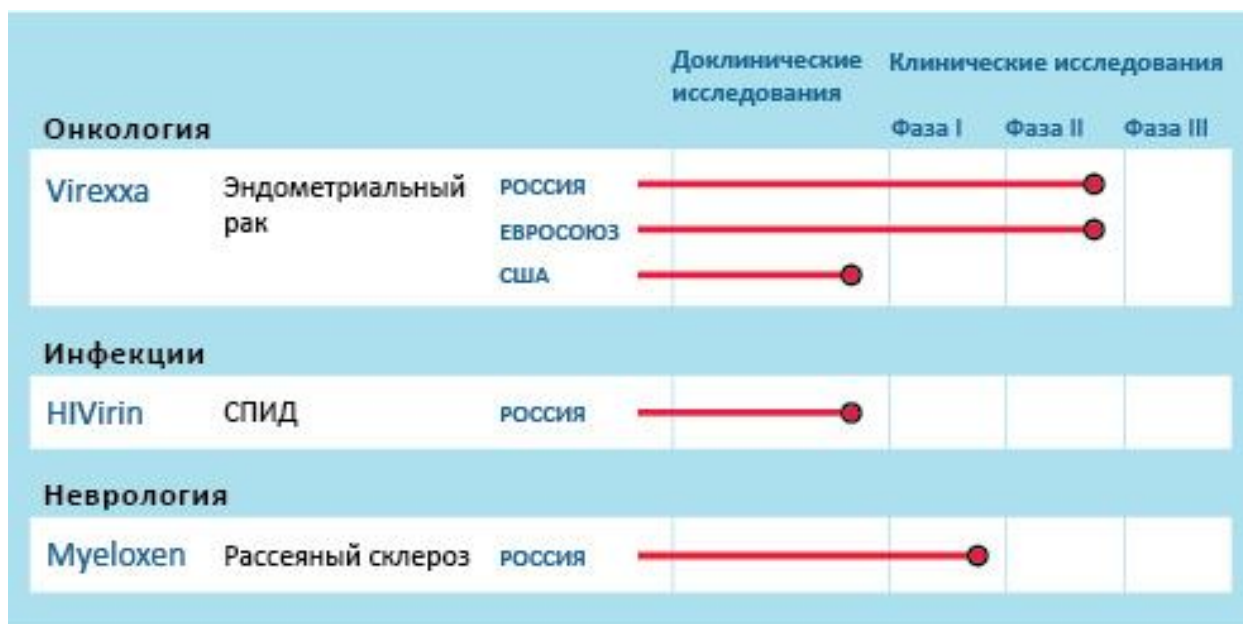 Доклинические исследования
Клинические исследования
Онкология
Фаза I Фаза II Фаза III
Virexxa Эндометриальный рак РОССИЯ
ЕВРОСОЮЗ
США
Инфекции
HIVirin СПИД РОССИЯ
Неврология
Myeloxen Рассеяный склероз РОССИЯ